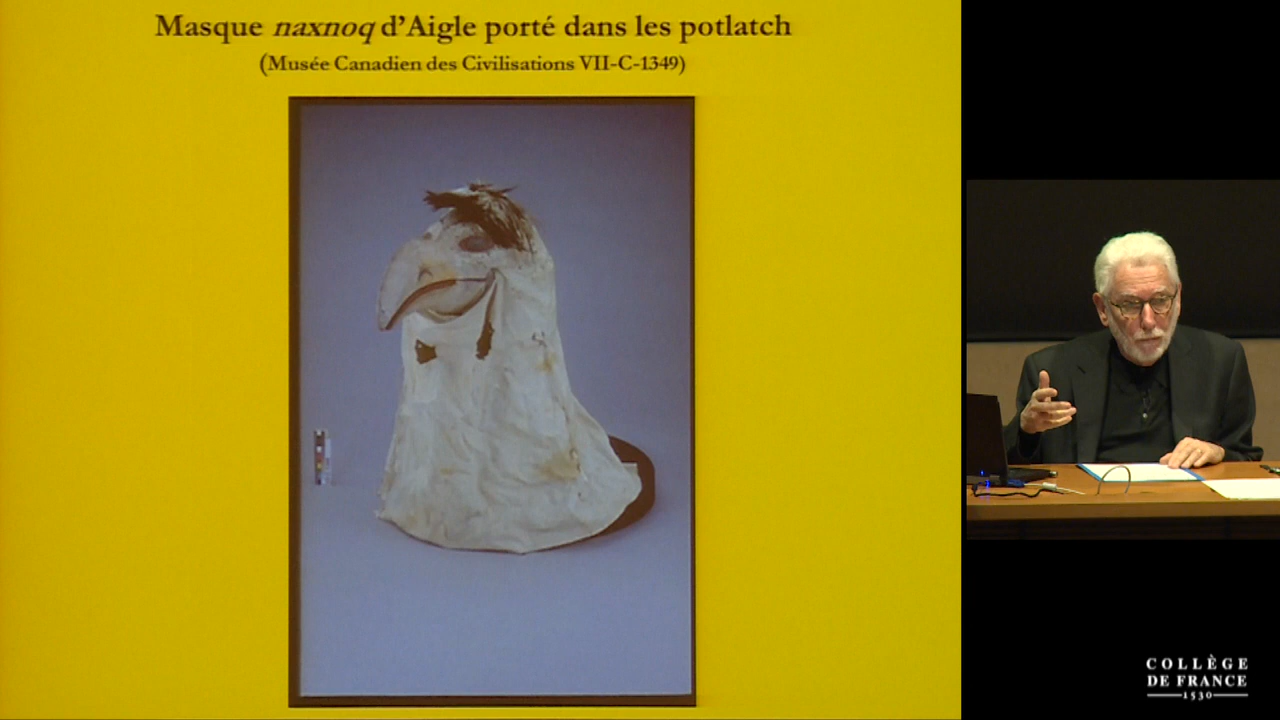 Masque naxnoq d’Aigle porté dans les potlatch
(Musée Canadien des Civilisations VII-C-1349)
COLLÈGE
DE FRANCE
1530